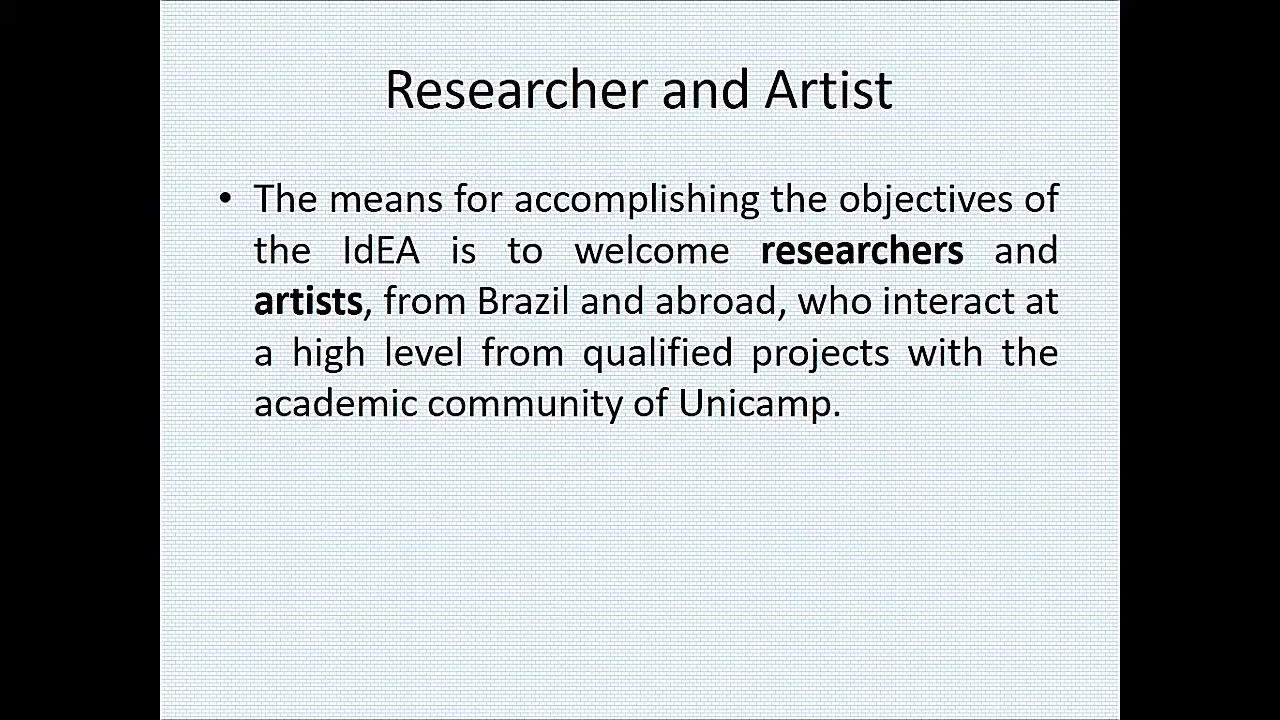 Researcher and Artist
• The means for accomplishing the objectives of
the IdEA is to welcome researchers and
artists, from Brazil and abroad, who interact at
a high level from qualified projects with the
academic community of Unicamp.